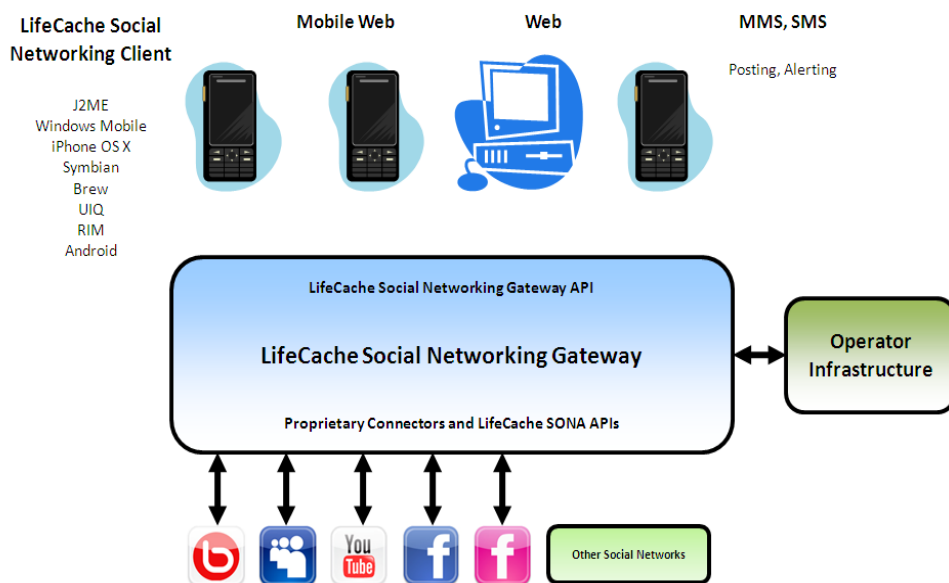 LifeCache Social
Networking Client
J2ME
Windows Mobile
iPhone OS X
Symbian
Brew
UIQ
RIM
Android
Mobile Web
Web
MMS, SMS
Posting, Alerting
LifeCache Social Networking Gateway API
LifeCache Social Networking Gateway
Proprietary Connectors and LifeCache SONA APIs
Operator
Infrastructure
b
You
Tube
f
f
Other Social Networks